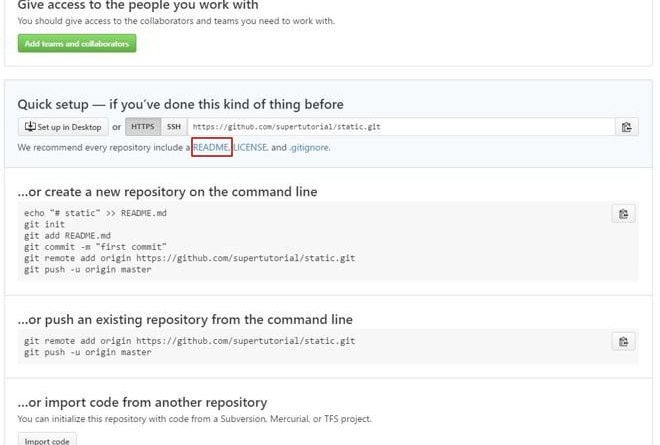 Give access to the people you work with
You should give access to the collaborators and teams you need to work with.
Add teams and collaborators
Quick setup — if you've done this kind of thing before
Set up in Desktop or HTTPS SSH https://github.com/supertutorial/static.git
We recommend every repository include a README, LICENSE, and .gitignore.
...or create a new repository on the command line
echo "# static" >> README.md
git init
git add README.md
git commit -m "first commit"
git remote add origin https://github.com/supertutorial/static.git
git push -u origin master
...or push an existing repository from the command line
git remote add origin https://github.com/supertutorial/static.git
git push -u origin master
...or import code from another repository
You can initialize this repository with code from a Subversion, Mercurial, or TFS project.
Import code